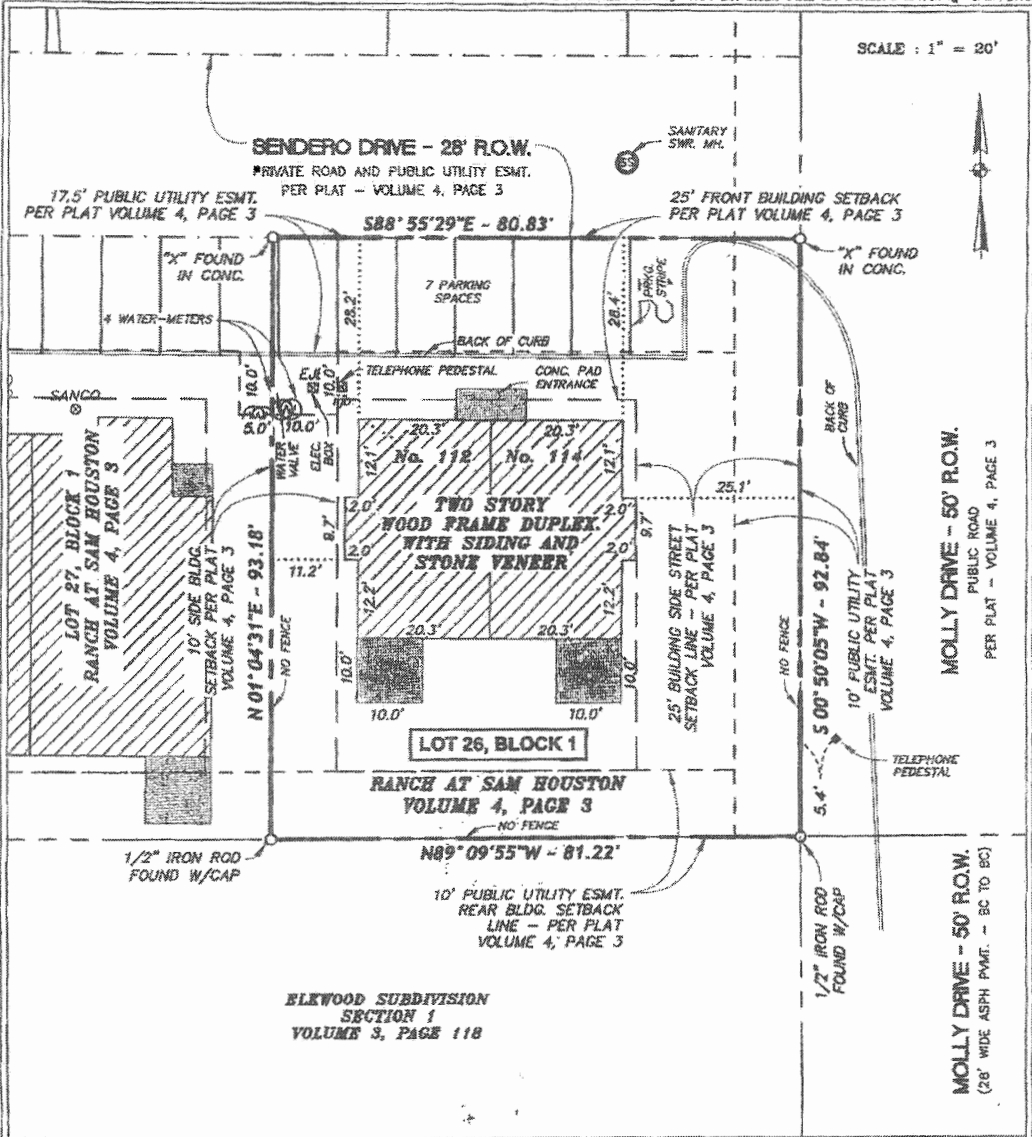 SCALE : 1" = 20'
SENDERO DRIVE - 28' R.O.W.
PRIVATE ROAD AND PUBLIC UTILITY ESMT.
PER PLAT - VOLUME 4, PAGE 3
SANITARY
SWR. MH.
SS
17.5' PUBLIC UTILITY ESMT.
PER PLAT VOLUME 4, PAGE 3
25' FRONT BUILDING SETBACK
PER PLAT VOLUME 4, PAGE 3
S88° 55'29"E - 80.83'
"X" FOUND
IN CONC.
"X" FOUND
IN CONC.
7 PARKING
SPACES
28.2'
28.4'
PRKG.
STRIPE
4 WATER-METERS
BACK OF CURB
BACK OF
CURB
10.0'
EJB
10.0'
TELEPHONE PEDESTAL
CONC. PAD
ENTRANCE
SANCO
5.0'
10.0'
W
WATER
VALVE
ELEC.
BOX
20.3'
20.3'
12.1'
No. 112
No. 114
12.1'
LOT 27, BLOCK 1
RANCH AT SAM HOUSTON
VOLUME 4, PAGE 3
TWO STORY
WOOD FRAME DUPLEX
WITH SIDING AND
STONE VENEER
2.0'
2.0'
9.7'
9.7'
2.0'
2.0'
25.1'
11.2'
12.2'
12.2'
20.3'
20.3'
10' SIDE BLDG.
SETBACK PER PLAT
VOLUME 4, PAGE 3
N 01° 04'31"E - 93.18'
NO FENCE
25' BUILDING SIDE STREET
SETBACK LINE - PER PLAT
VOLUME 4, PAGE 3
NO FENCE
S 00° 50'05"W - 92.84'
10' PUBLIC UTILITY
ESMT. PER PLAT
VOLUME 4, PAGE 3
MOLLY DRIVE - 50' R.O.W.
PUBLIC ROAD
PER PLAT - VOLUME 4, PAGE 3
10.0'
10.0'
10.0'
10.0'
LOT 26, BLOCK 1
RANCH AT SAM HOUSTON
VOLUME 4, PAGE 3
TELEPHONE
PEDESTAL
5.4'
NO FENCE
N89° 09'55"W - 81.22'
1/2" IRON ROD
FOUND W/CAP
1/2" IRON ROD
FOUND W/CAP
10' PUBLIC UTILITY ESMT.
REAR BLDG. SETBACK
LINE - PER PLAT
VOLUME 4, PAGE 3
ELKWOOD SUBDIVISION
SECTION 1
VOLUME 3, PAGE 118
MOLLY DRIVE - 50' R.O.W.
(28' WIDE ASPH PVMT. - BC TO BC)